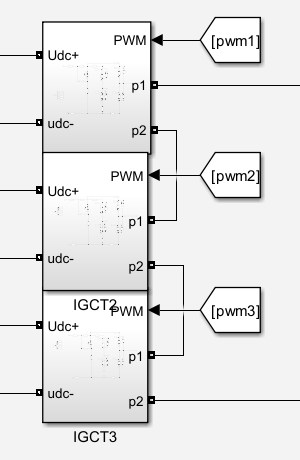 PWM [pwm1]
Udc+
p1
udc- p2
PWM [pwm2]
Udc+
p1
udc- p2
IGCT2
PWM [pwm3]
Udc+
p1
udc- p2
IGCT3